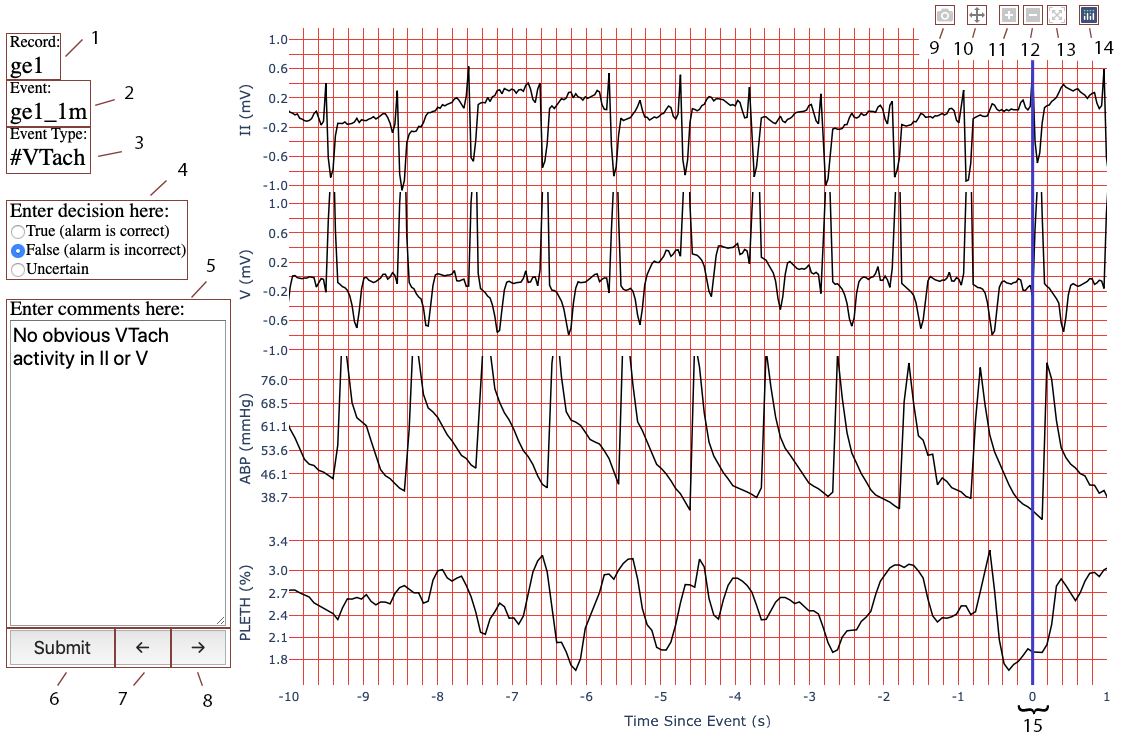 Record:
ge1
1
Event:
ge1_1m
2
Event Type:
#VTach
3
4
Enter decision here:
True (alarm is correct)
False (alarm is incorrect)
Uncertain
5
Enter comments here:
No obvious VTach
activity in II or V
Submit ← →
6 7 8
9 10 11 12 13 14
II (mV)
1.0
0.6
0.2
-0.2
-0.6
-1.0
V (mV)
1.0
0.6
0.2
-0.2
-0.6
-1.0
ABP (mmHg)
76.0
68.5
61.1
53.6
46.1
38.7
PLETH (%)
3.4
3.0
2.7
2.4
2.1
1.8
-10 -9 -8 -7 -6 -5 -4 -3 -2 -1 0 1
Time Since Event (s)
15